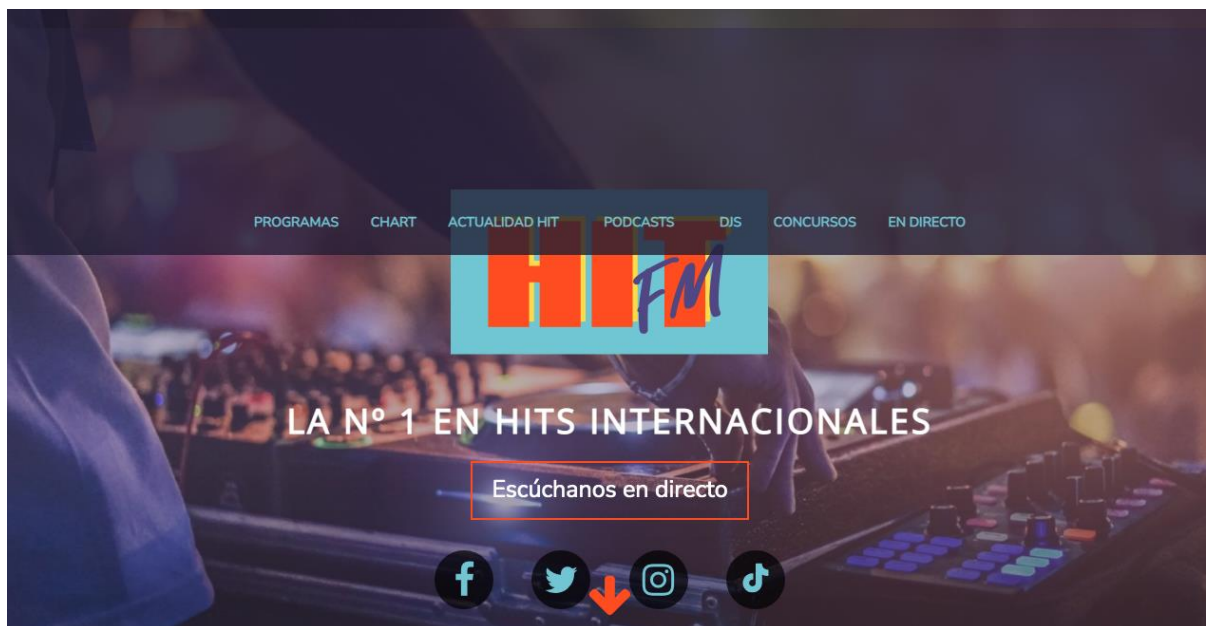 PROGRAMAS CHART ACTUALIDAD HIT PODCASTS DJS CONCURSOS EN DIRECTO
HIT
FM
LA Nº 1 EN HITS INTERNACIONALES
Escúchanos en directo